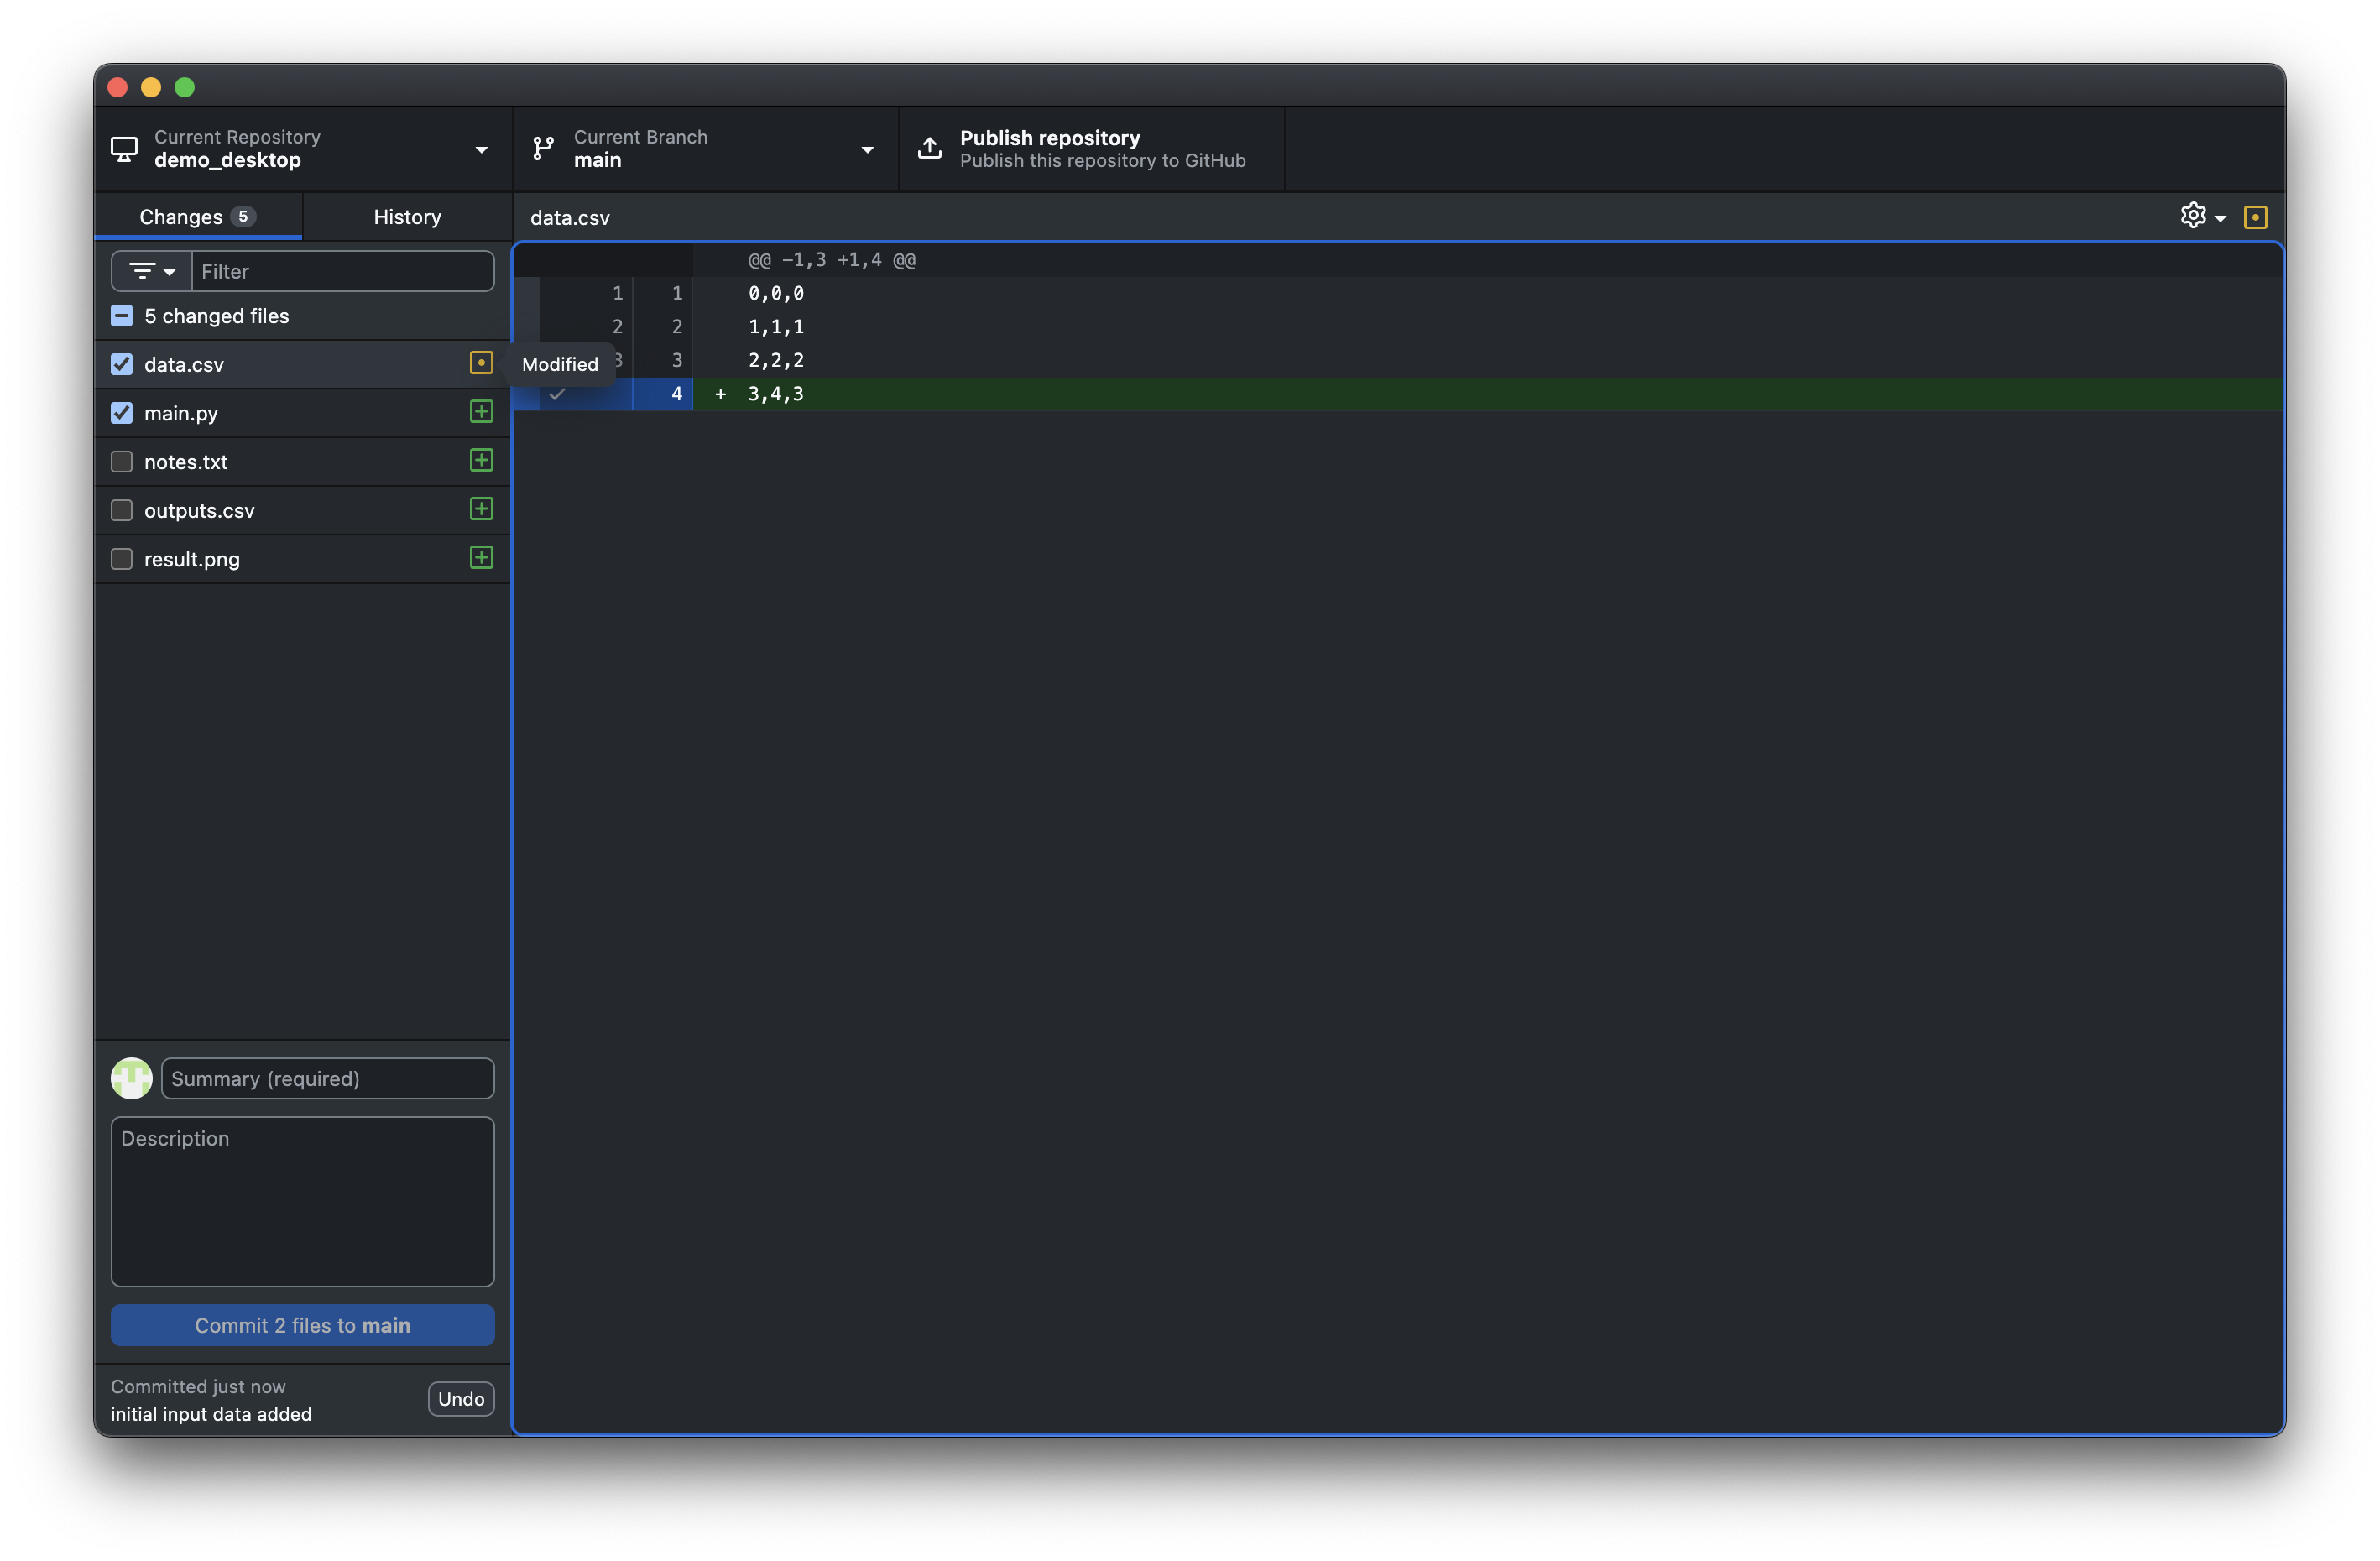 Current Repository
demo_desktop
Current Branch
main
Publish repository
Publish this repository to GitHub
Changes 5
History
data.csv
Filter
5 changed files
data.csv
Modified
main.py
notes.txt
outputs.csv
result.png
@@ -1,3 +1,4 @@
1 1 0,0,0
2 2 1,1,1
3 3 2,2,2
4 + 3,4,3
Summary (required)
Description
Commit 2 files to main
Committed just now
initial input data added
Undo